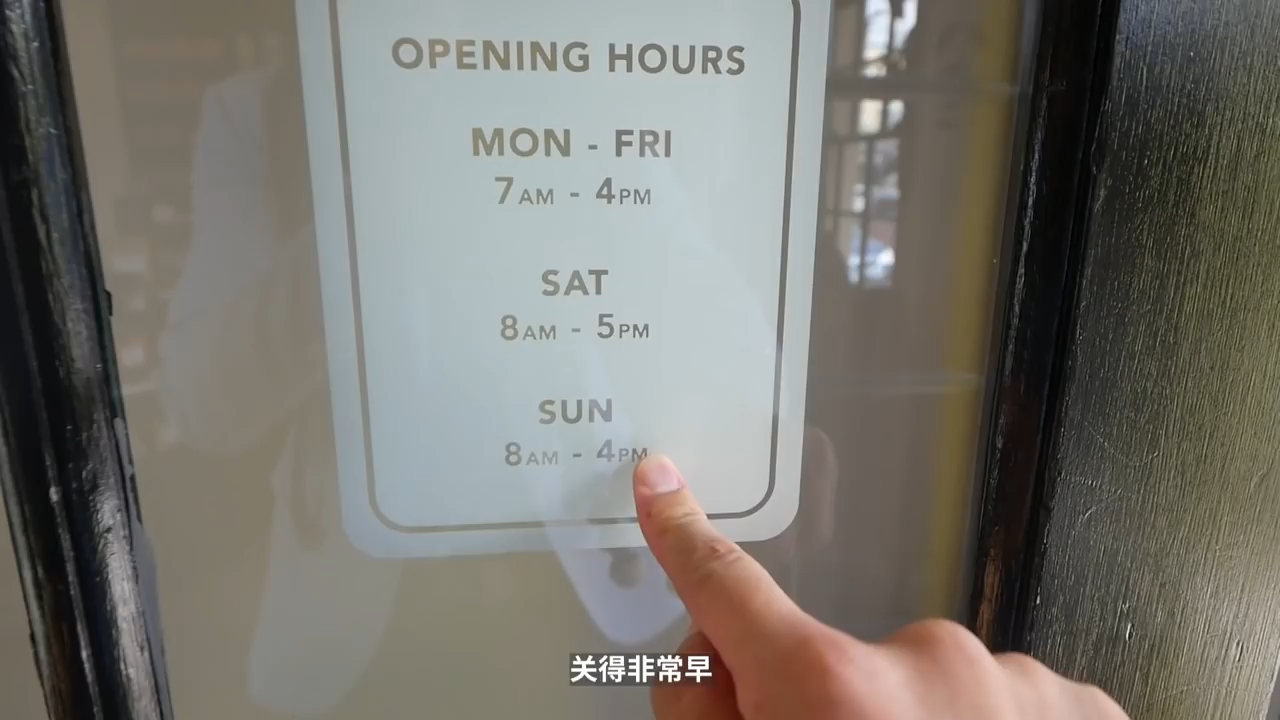 OPENING HOURS
MON - FRI
7AM - 4PM
SAT
8AM - 5PM
SUN
8AM - 4PM
关得非常早